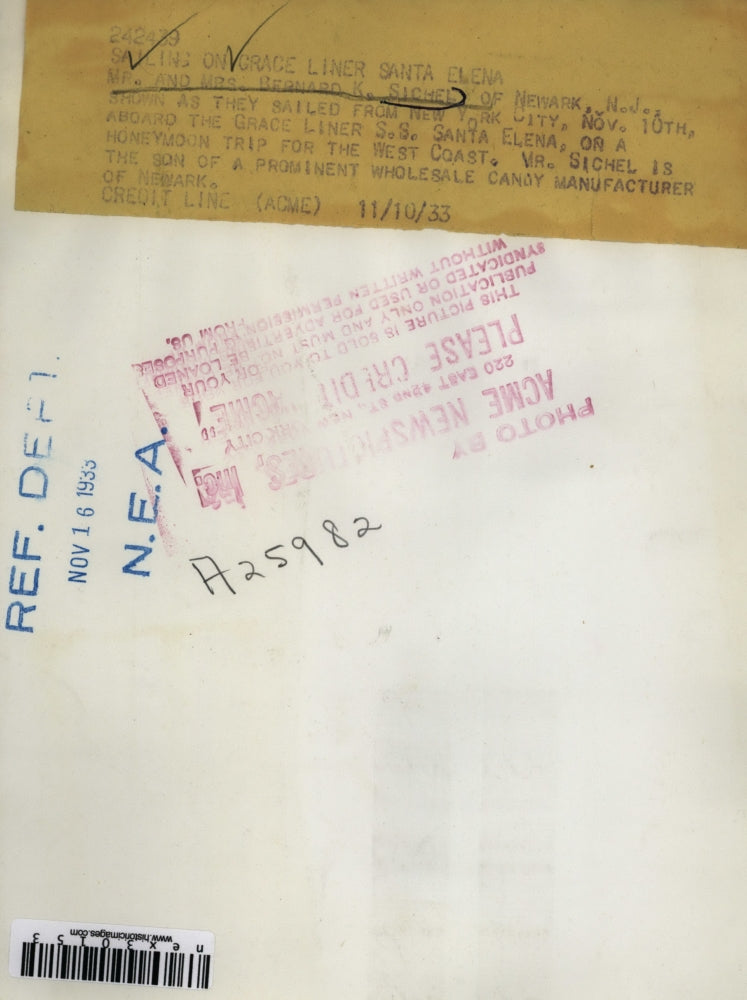 242439
SAILING ON GRACE LINER SANTA ELENA
MR. AND MRS. BERNARD K. SICHEL OF NEWARK, N.J.,
SHOWN AS THEY SAILED FROM NEW YORK CITY, NOV. 10TH,
ABOARD THE GRACE LINER S.S. SANTA ELENA, ON A
HONEYMOON TRIP FOR THE WEST COAST. MR. SICHEL IS
THE SON OF A PROMINENT WHOLESALE CANDY MANUFACTURER
OF NEWARK.
CREDIT LINE (ACME) 11/10/33
PHOTO BY
ACME NEWSPICTURES, INC.
220 EAST 42ND ST., NEW YORK CITY
PLEASE CREDIT "ACME"
THIS PICTURE IS SOLD TO YOU OR LOANED YOUR
PUBLICATION ONLY AND MUST NOT BE
SYNDICATED OR USED FOR ADVERTISING PURPOSES
WITHOUT WRITTEN PERMISSION FROM US.
REF. DEPT.
NOV 16 1933
N.E.A.
A25982
nex30153
www.historicimages.com